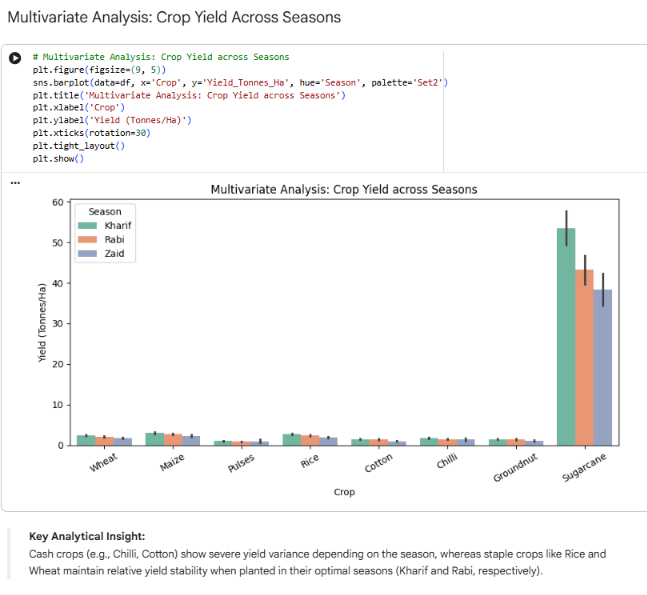 Multivariate Analysis: Crop Yield Across Seasons
# Multivariate Analysis: Crop Yield across Seasons
plt.figure(figsize=(9, 5))
sns.barplot(data=df, x='Crop', y='Yield_Tonnes_Ha', hue='Season', palette='Set2')
plt.title('Multivariate Analysis: Crop Yield across Seasons')
plt.xlabel('Crop')
plt.ylabel('Yield (Tonnes/Ha)')
plt.xticks(rotation=30)
plt.tight_layout()
plt.show()
...
Multivariate Analysis: Crop Yield across Seasons
Season
Kharif
Rabi
Zaid
60
50
40
30
20
10
0
Yield (Tonnes/Ha)
Wheat
Maize
Pulses
Rice
Cotton
Chilli
Groundnut
Sugarcane
Crop
Key Analytical Insight:
Cash crops (e.g., Chilli, Cotton) show severe yield variance depending on the season, whereas staple crops like Rice and
Wheat maintain relative yield stability when planted in their optimal seasons (Kharif and Rabi, respectively).